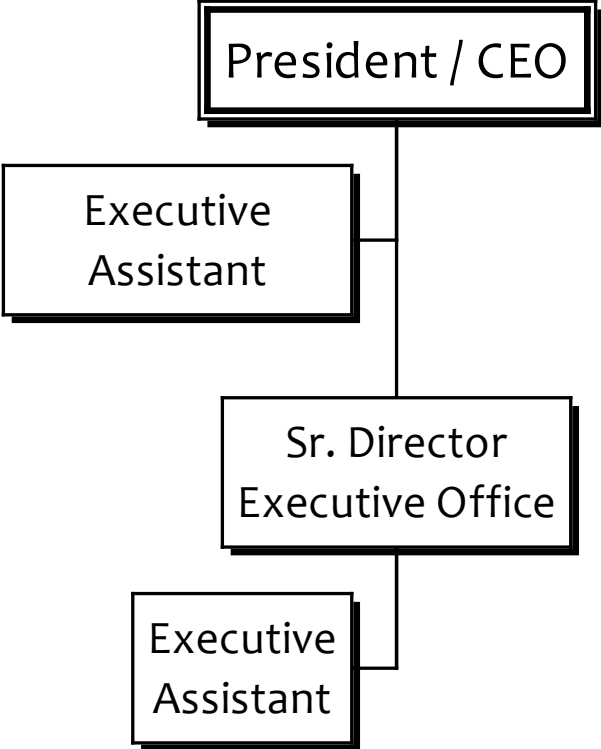 President / CEO
Executive
Assistant
Sr. Director
Executive Office
Executive
Assistant